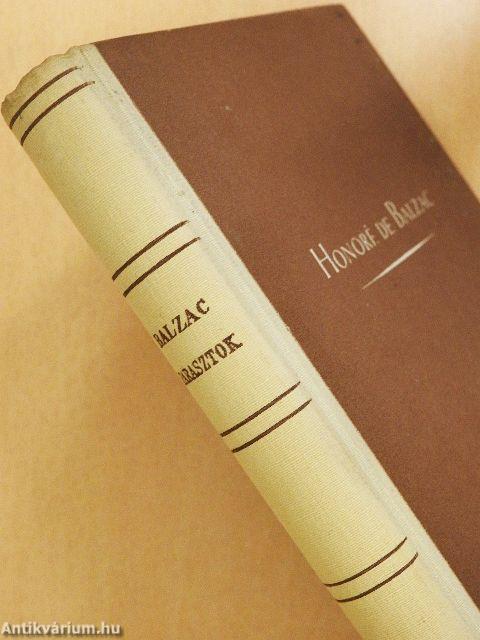 HONORÉ DE BALZAC
BALZAC
ARASZTOK
Antikvárium.hu